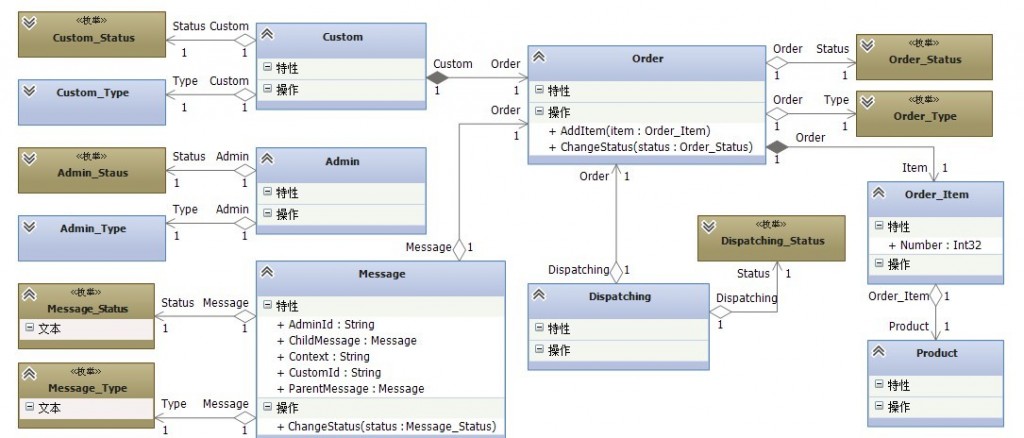 «枚举»
Custom_Status
Status Custom
1 1
Custom
特性
操作
Custom_Type
Type Custom
1 1
«枚举»
Admin_Staus
Status Admin
1 1
Admin
特性
操作
Admin_Type
Type Admin
1 1
«枚举»
Message_Status
文本
Status Message
1 1
«枚举»
Message_Type
文本
Type Message
1 1
Message
特性
+ AdminId : String
+ ChildMessage : Message
+ Context : String
+ CustomId : String
+ ParentMessage : Message
操作
+ ChangeStatus(status : Message_Status)
Custom Order
1 1
Order
1
Message 1
Order
特性
操作
+ AddItem(item : Order_Item)
+ ChangeStatus(status : Order_Status)
Order Status
1 1
«枚举»
Order_Status
Order Type
1 1
«枚举»
Order_Type
Order
1
Item 1
Order_Item
特性
+ Number : Int32
操作
Order_Item 1
Product 1
Product
特性
操作
Order 1
Dispatching 1
Dispatching
特性
操作
Dispatching
1
Status 1
«枚举»
Dispatching_Status